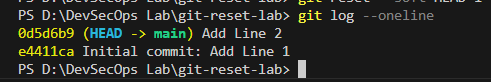 PS D:\DevSecOps Lab\git-reset-lab> git log --oneline
0d5d6b9 (HEAD -> main) Add Line 2
e4411ca Initial commit: Add Line 1
PS D:\DevSecOps Lab\git-reset-lab>